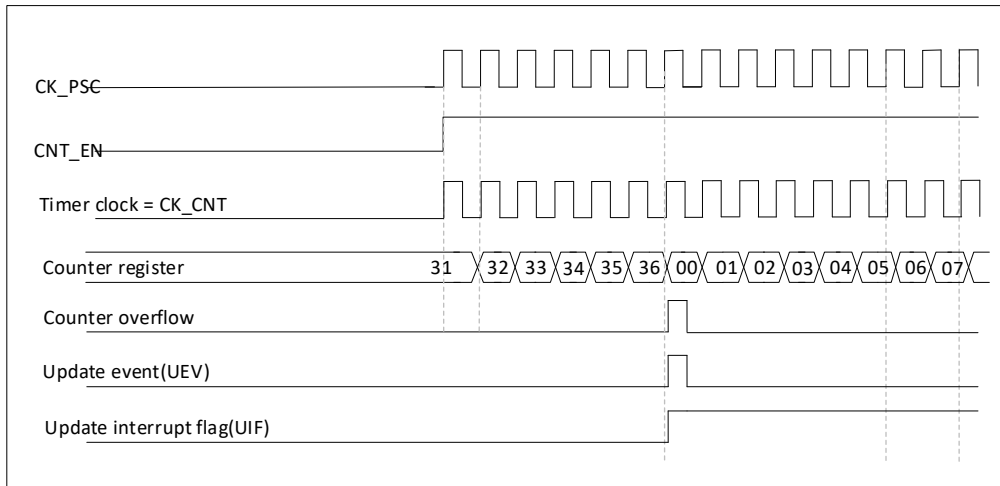 CK_PSC
CNT_EN
Timer clock = CK_CNT
Counter register 31 32 33 34 35 36 00 01 02 03 04 05 06 07
Counter overflow
Update event(UEV)
Update interrupt flag(UIF)